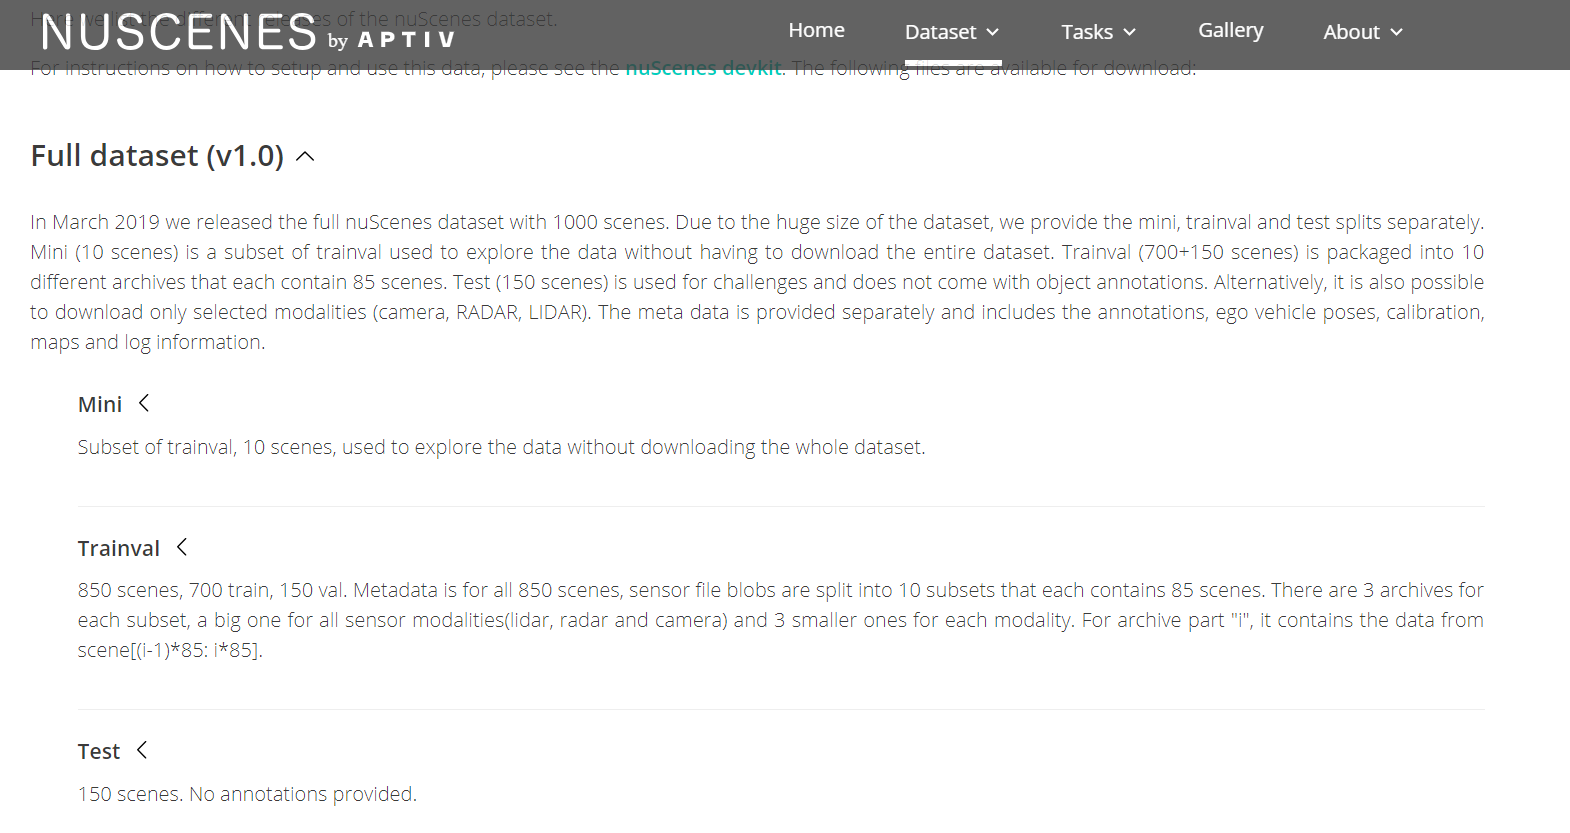 Here we list the different releases of the nuScenes dataset.
NUSCENES by APTIV
Home Dataset Tasks Gallery About
For instructions on how to setup and use this data, please see the nuScenes devkit. The following files are available for download:
Full dataset (v1.0)
In March 2019 we released the full nuScenes dataset with 1000 scenes. Due to the huge size of the dataset, we provide the mini, trainval and test splits separately.
Mini (10 scenes) is a subset of trainval used to explore the data without having to download the entire dataset. Trainval (700+150 scenes) is packaged into 10
different archives that each contain 85 scenes. Test (150 scenes) is used for challenges and does not come with object annotations. Alternatively, it is also possible
to download only selected modalities (camera, RADAR, LIDAR). The meta data is provided separately and includes the annotations, ego vehicle poses, calibration,
maps and log information.
Mini
Subset of trainval, 10 scenes, used to explore the data without downloading the whole dataset.
Trainval
850 scenes, 700 train, 150 val. Metadata is for all 850 scenes, sensor file blobs are split into 10 subsets that each contains 85 scenes. There are 3 archives for
each subset, a big one for all sensor modalities(lidar, radar and camera) and 3 smaller ones for each modality. For archive part "i", it contains the data from
scene[(i-1)*85: i*85].
Test
150 scenes. No annotations provided.